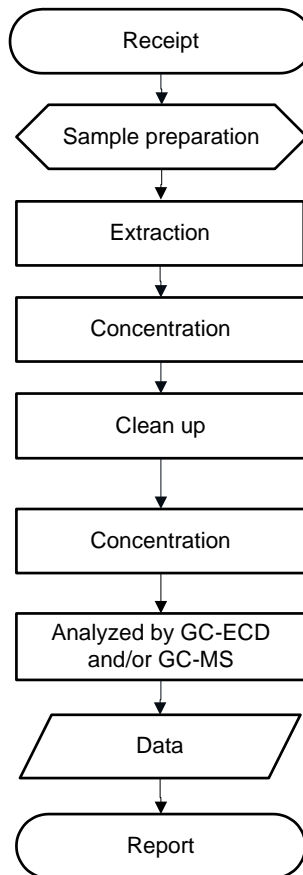 Receipt
Sample preparation
Extraction
Concentration
Clean up
Concentration
Analyzed by GC-ECD
and/or GC-MS
Data
Report